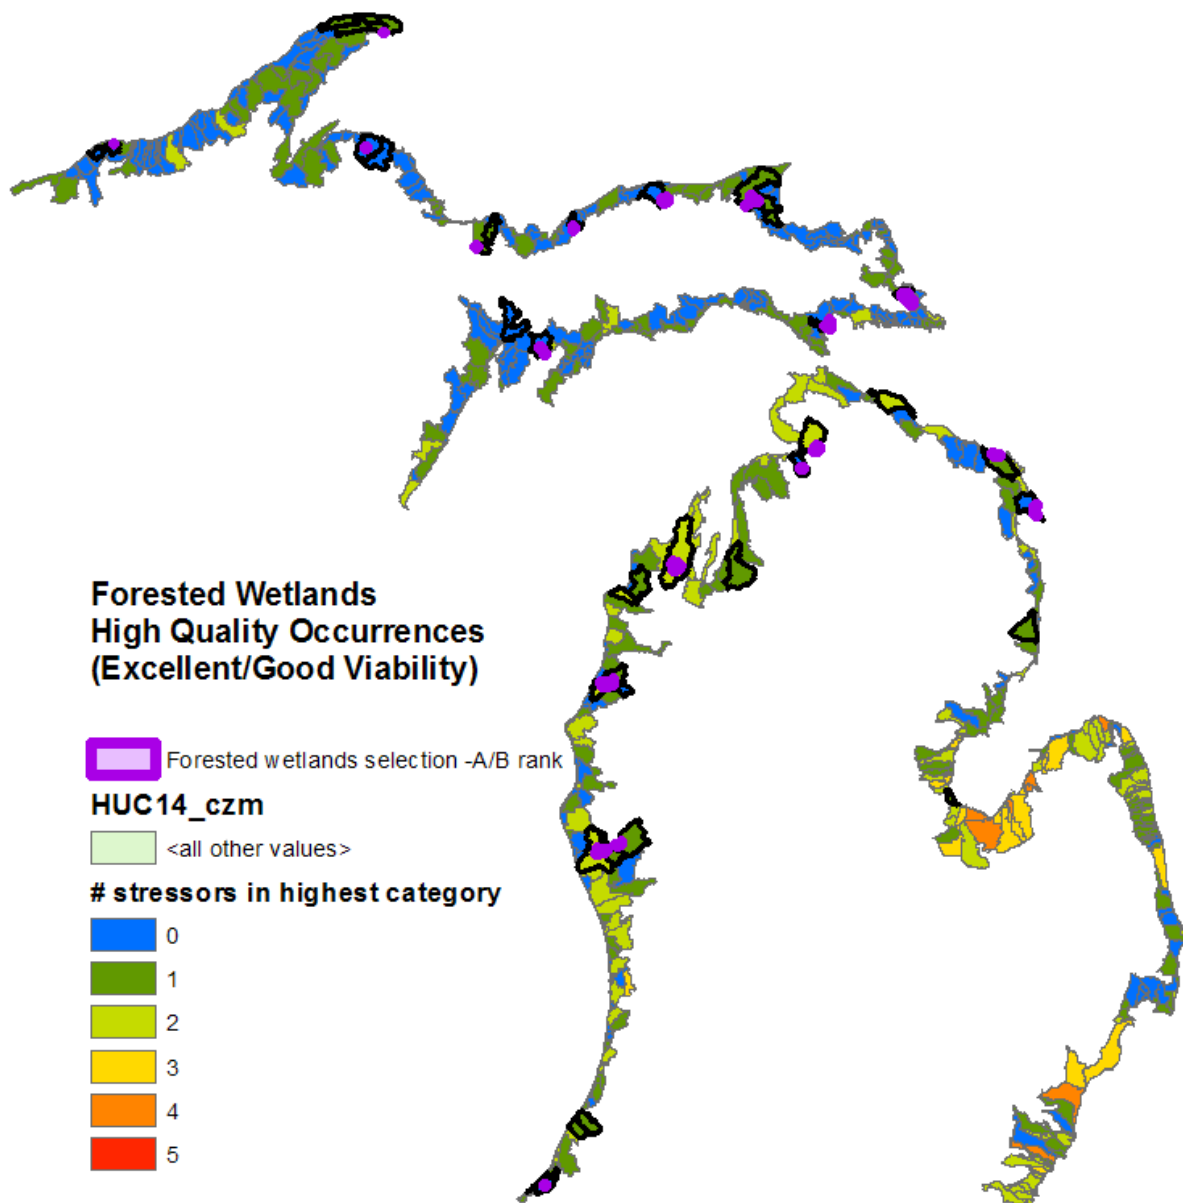 Forested Wetlands
High Quality Occurrences
(Excellent/Good Viability)
Forested wetlands selection -A/B rank
HUC14_czm
<all other values>
# stressors in highest category
0
1
2
3
4
5